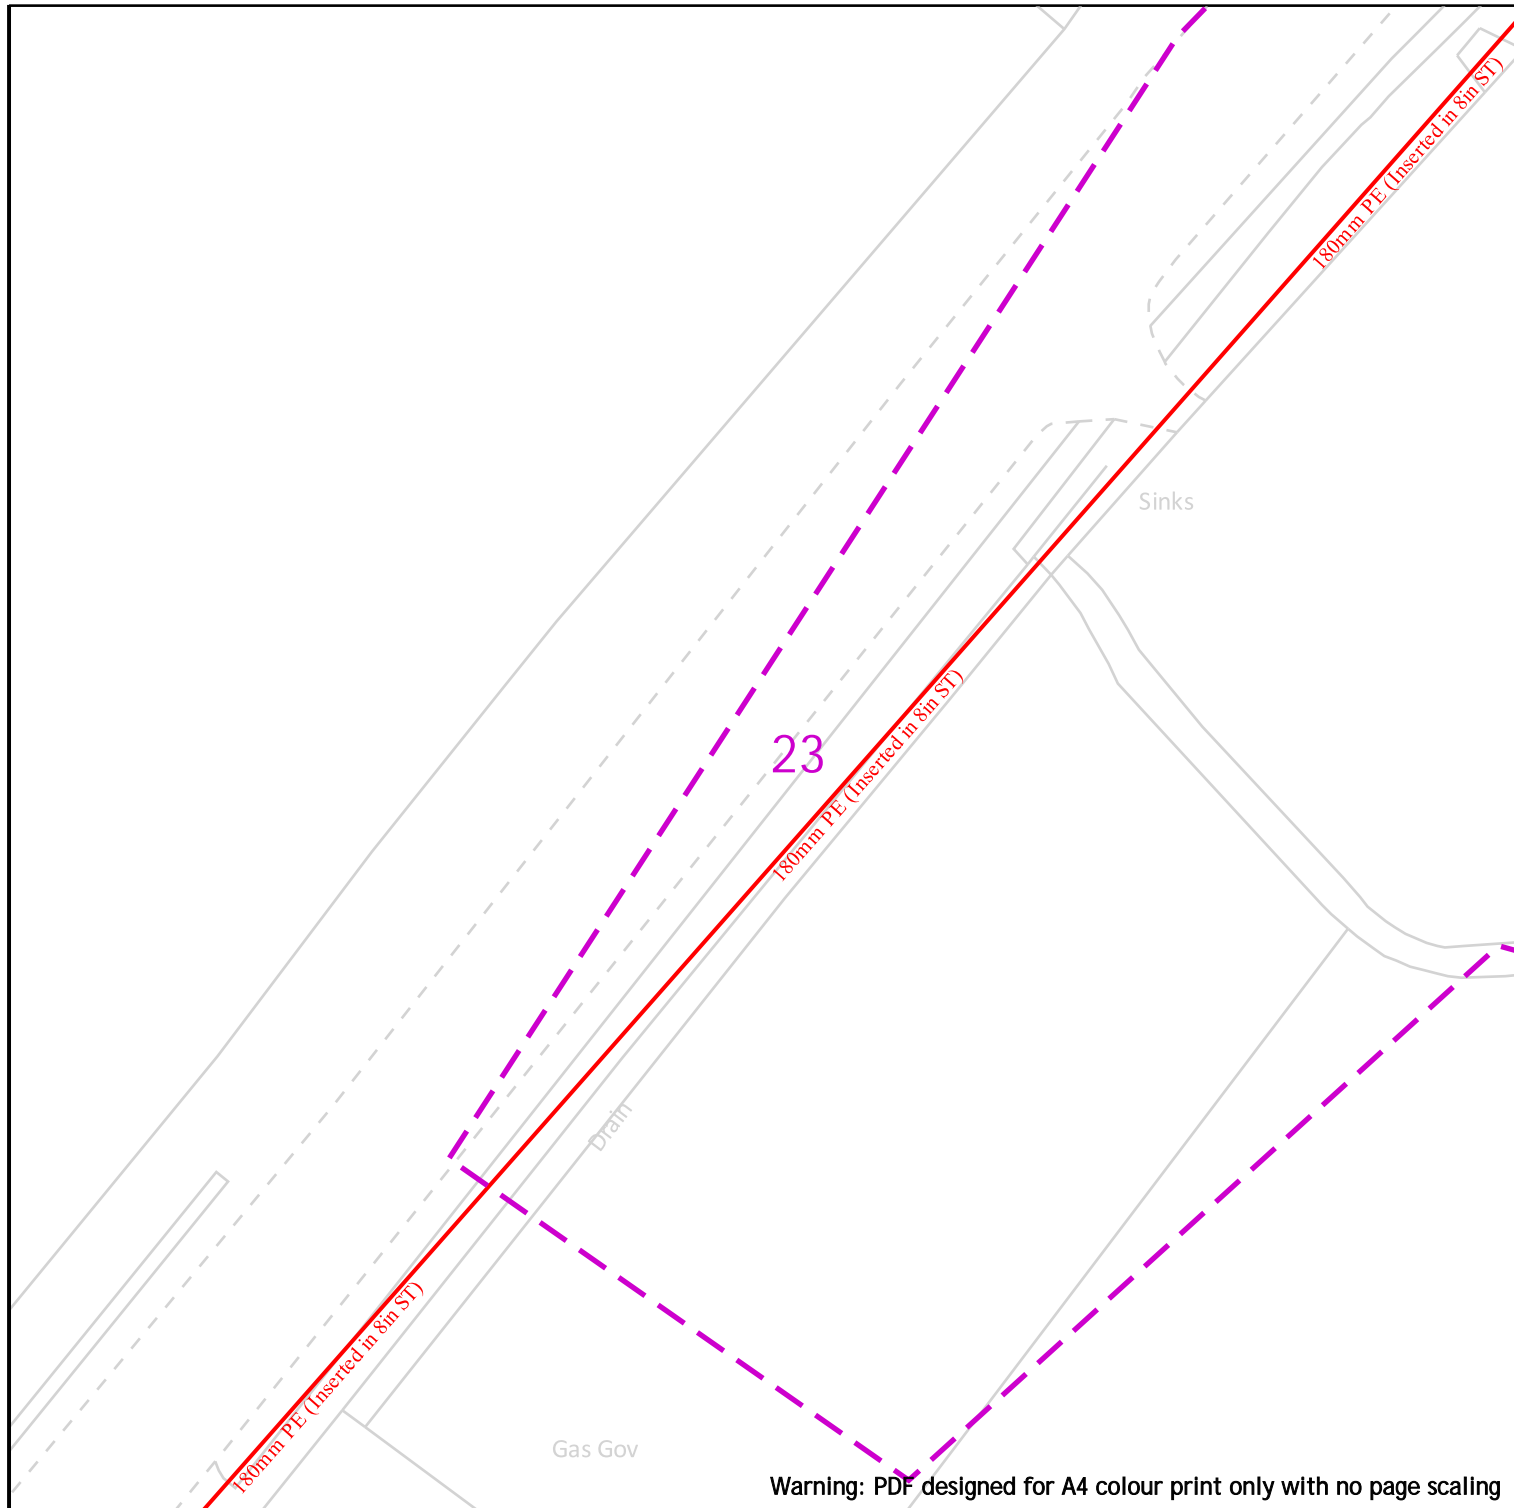 180mm PE (Inserted in 8in ST)
Sinks
180mm PE (Inserted in 8in ST)
23
Drain
180mm PE (Inserted in 8in ST)
Gas Gov
Warning: PDF designed for A4 colour print only with no page scaling